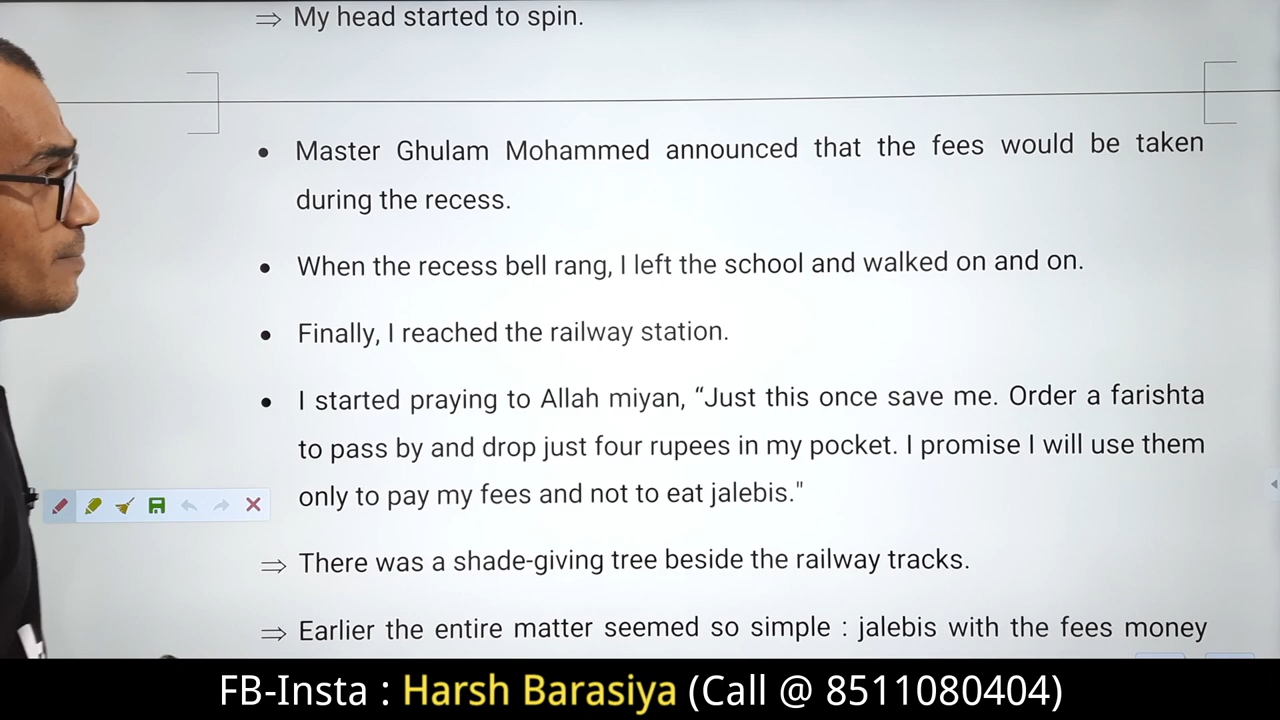 ⇒ My head started to spin.
• Master Ghulam Mohammed announced that the fees would be taken
during the recess.
• When the recess bell rang, I left the school and walked on and on.
• Finally, I reached the railway station.
• I started praying to Allah miyan, “Just this once save me. Order a farishta
to pass by and drop just four rupees in my pocket. I promise I will use them
only to pay my fees and not to eat jalebis."
⇒ There was a shade-giving tree beside the railway tracks.
⇒ Earlier the entire matter seemed so simple : jalebis with the fees money
FB-Insta : Harsh Barasiya (Call @ 8511080404)